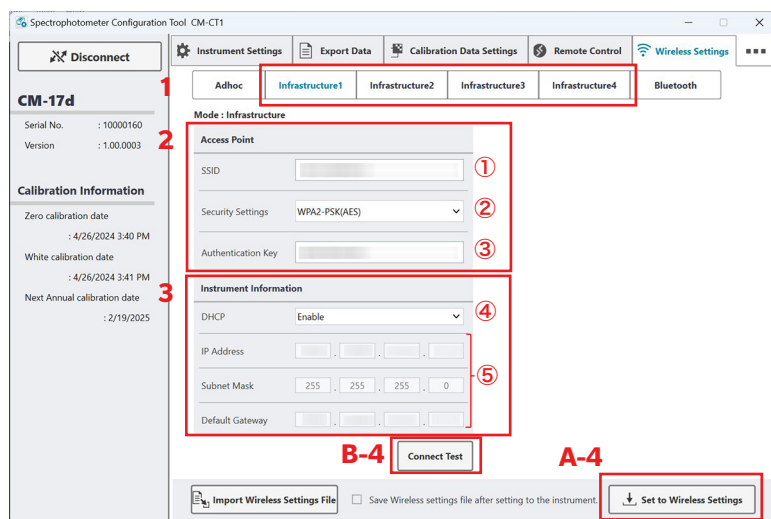 Spectrophotometer Configuration Tool CM-CT1
Disconnect
Instrument Settings Export Data Calibration Data Settings Remote Control Wireless Settings
1
Adhoc Infrastructure1 Infrastructure2 Infrastructure3 Infrastructure4 Bluetooth
CM-17d
Mode : Infrastructure
Serial No. : 10000160
Version : 1.00.0003
2
Access Point
SSID ①
Security Settings WPA2-PSK(AES) ②
Authentication Key ③
Calibration Information
Zero calibration date
: 4/26/2024 3:40 PM
White calibration date
: 4/26/2024 3:41 PM
Next Annual calibration date
: 2/19/2025
3
Instrument Information
DHCP Enable ④
IP Address . . .
Subnet Mask 255 . 255 . 255 . 0 ⑤
Default Gateway . . .
B-4 Connect Test
A-4
Import Wireless Settings File Save Wireless settings file after setting to the instrument. Set to Wireless Settings